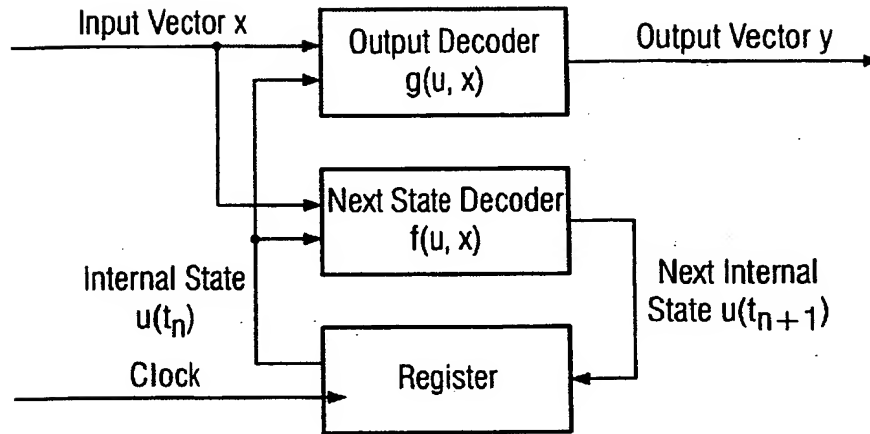 Input Vector x
Output Decoder
g(u, x)
Output Vector y
Next State Decoder
f(u, x)
Internal State
u(tn)
Next Internal
State u(tn+1)
Clock
Register